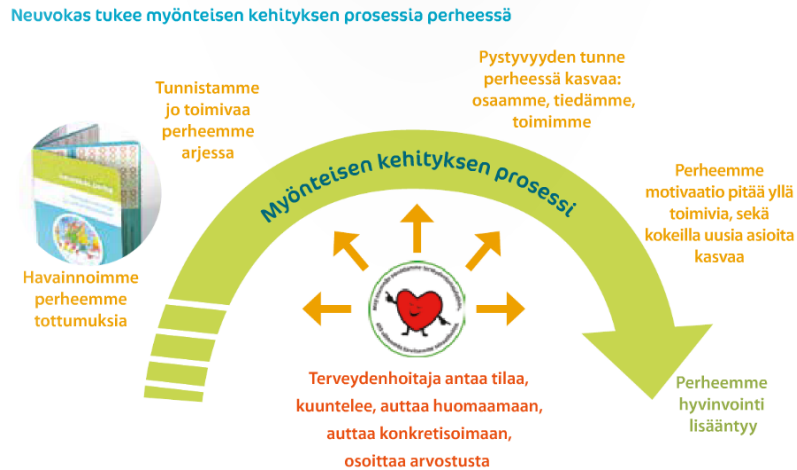 Neuvokas tukee myönteisen kehityksen prosessia perheessä
Tunnistamme
jo toimivaa
perheemme
arjessa
Pystyvyyden tunne
perheessä kasvaa:
osaamme, tiedämme,
toimimme
Myönteisen kehityksen prosessi
Perheemme
motivaatio pitää yllä
toimivia, sekä
kokeilla uusia asioita
kasvaa
Havainnoimme
perheemme
tottumuksia
Terveydenhoitaja antaa tilaa,
kuuntelee, auttaa huomaamaan,
auttaa konkretisoimaan,
osoittaa arvostusta
Perheemme
hyvinvointi
lisääntyy